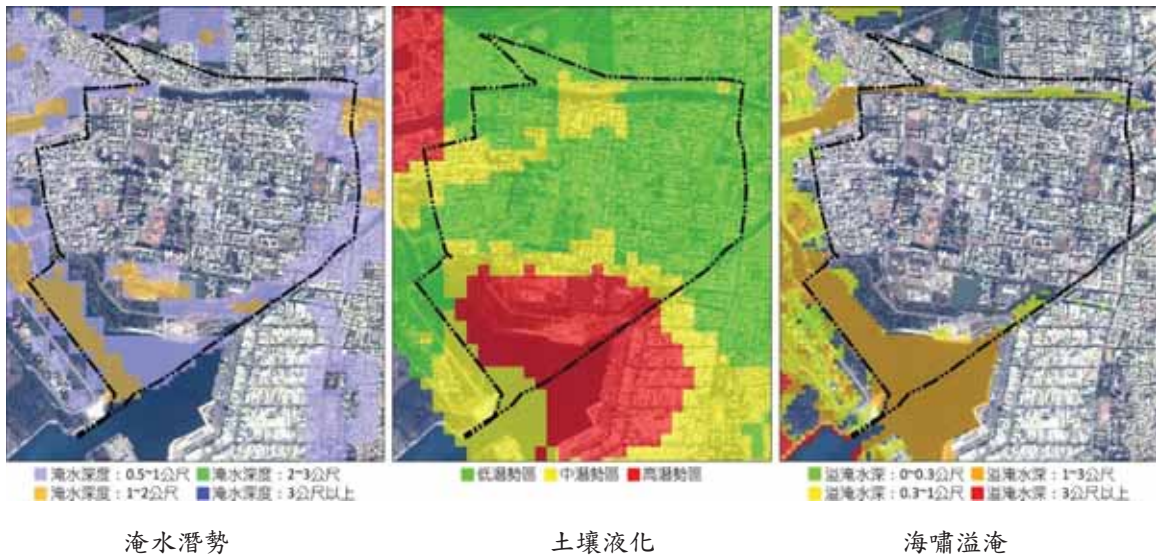 淹水深度：0.5~1公尺 淹水深度：2~3公尺
淹水深度：1~2公尺 淹水深度：3公尺以上
低潛勢區 中潛勢區 高潛勢區
溢淹水深：0~0.3公尺 溢淹水深：1~3公尺
溢淹水深：0.3~1公尺 溢淹水深：3公尺以上
淹水潛勢 土壤液化 海嘯溢淹